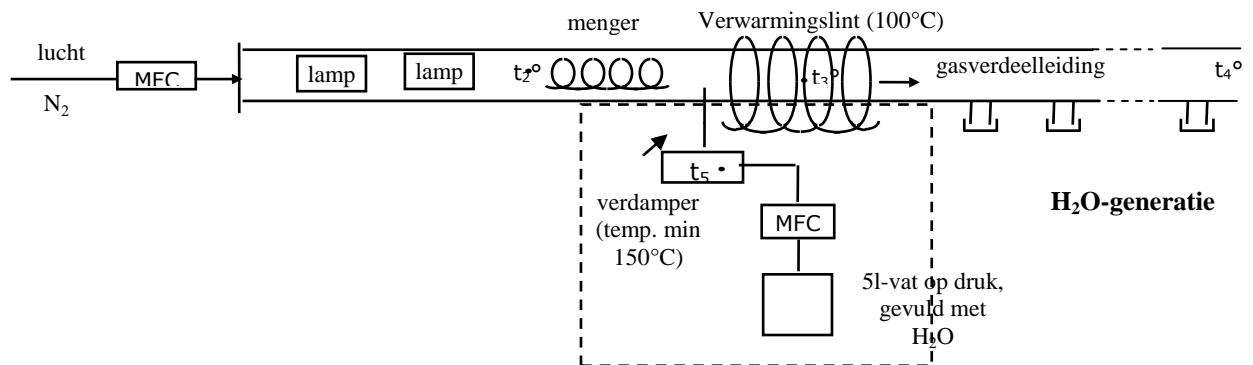 menger
Verwarmingslint (100°C)
lucht
MFC
N₂
lamp
lamp
t₂°
t₃°
gasverdeelleiding
t₄°
t₅
verdamper
(temp. min
150°C)
MFC
H₂O-generatie
5l-vat op druk,
gevuld met
H₂O